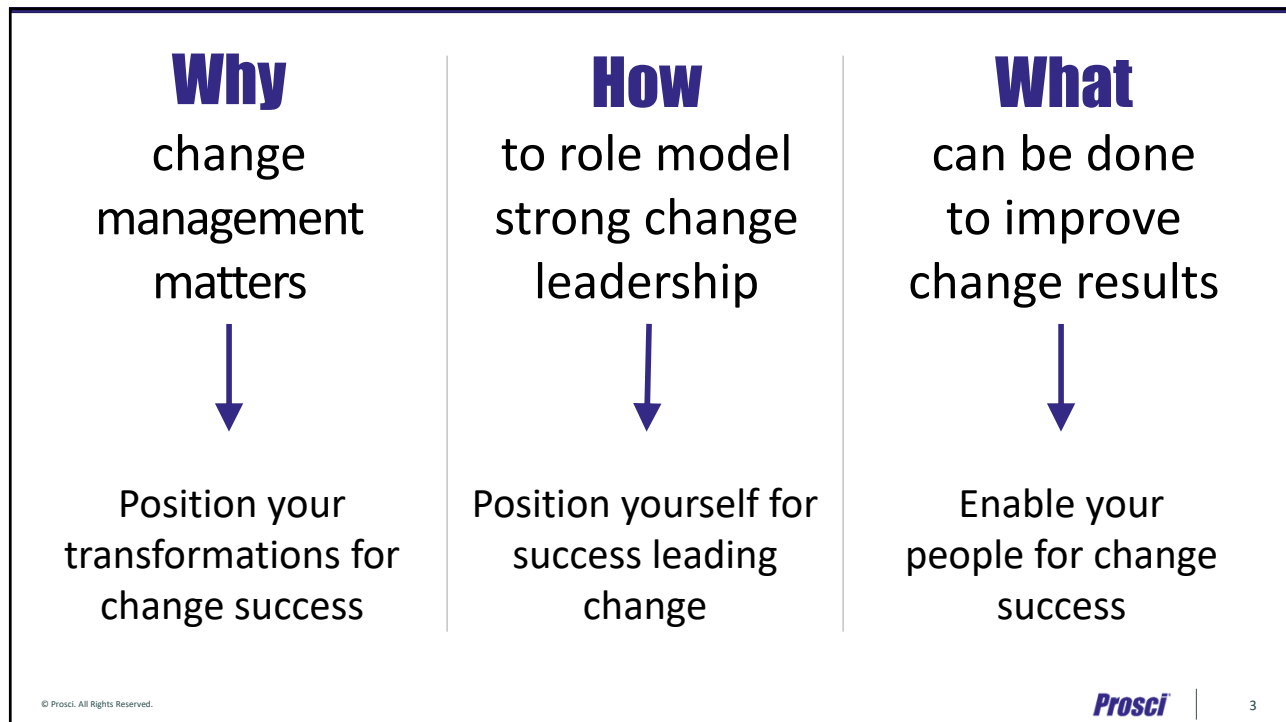 Why
change
management
matters
Position your
transformations for
change success
How
to role model
strong change
leadership
Position yourself for
success leading
change
What
can be done
to improve
change results
Enable your
people for change
success
© Prosci. All Rights Reserved.
Prosci®
3